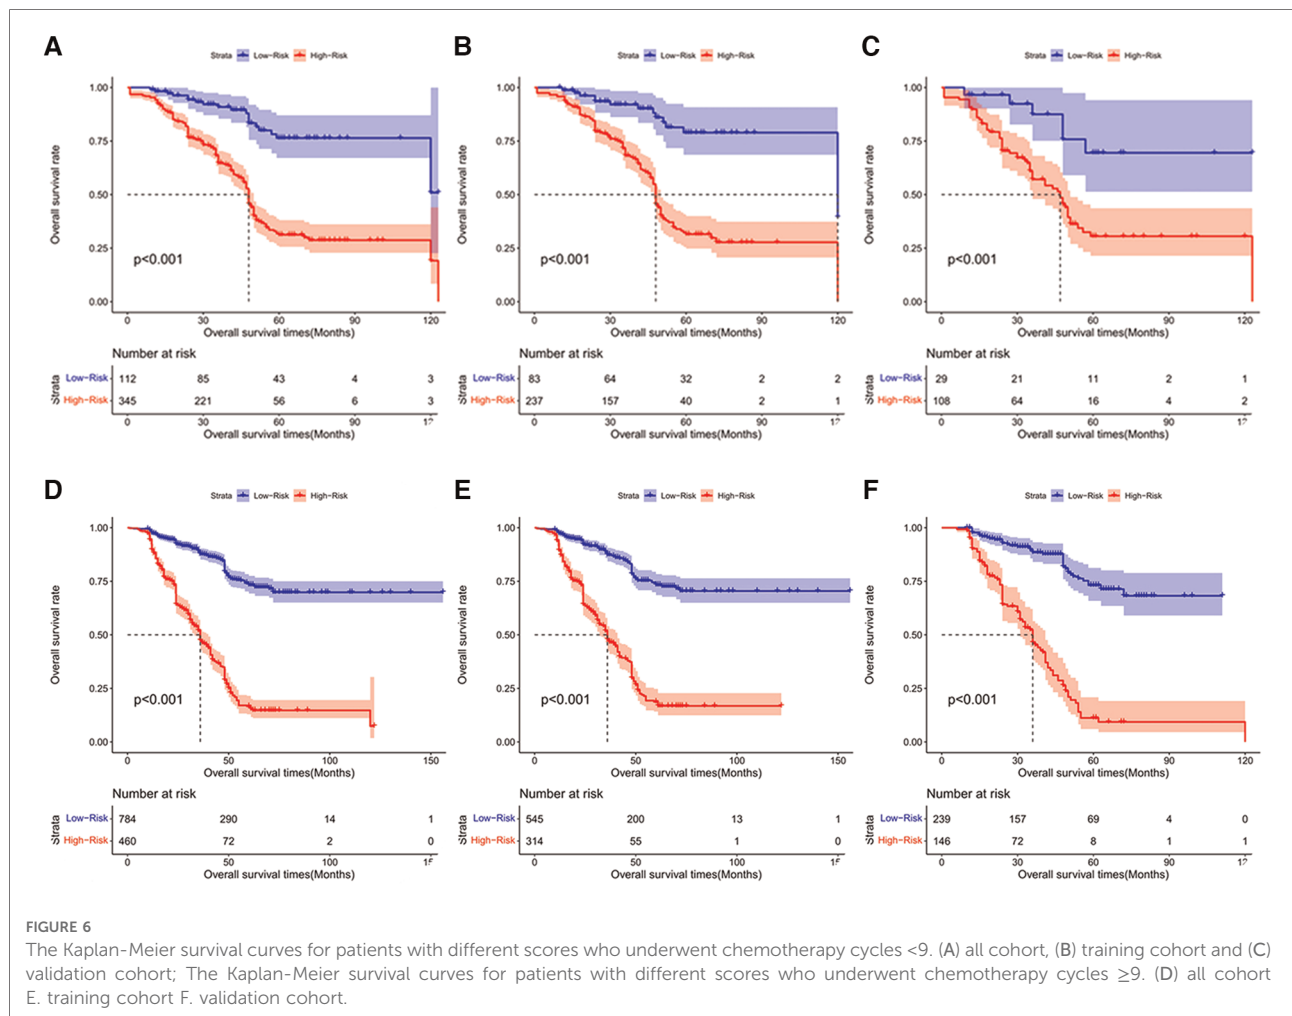 A
Strata Low-Risk High-Risk
Overall survival rate
1.00
0.75
0.50
0.25
0.00
p<0.001
0 30 60 90 120
Overall survival times(Months)
Number at risk
Strata
Low-Risk 112 85 43 4 3
High-Risk 345 221 56 6 3
0 30 60 90 12
Overall survival times(Months)
B
Strata Low-Risk High-Risk
Overall survival rate
1.00
0.75
0.50
0.25
0.00
p<0.001
0 30 60 90 120
Overall survival times(Months)
Number at risk
Strata
Low-Risk 83 64 32 2 2
High-Risk 237 157 40 2 1
0 30 60 90 12
Overall survival times(Months)
C
Strata Low-Risk High-Risk
Overall survival rate
1.00
0.75
0.50
0.25
0.00
p<0.001
0 30 60 90 120
Overall survival times(Months)
Number at risk
Strata
Low-Risk 29 21 11 2 1
High-Risk 108 64 16 4 2
0 30 60 90 12
Overall survival times(Months)
D
Strata Low-Risk High-Risk
Overall survival rate
1.00
0.75
0.50
0.25
0.00
p<0.001
0 50 100 150
Overall survival times(Months)
Number at risk
Strata
Low-Risk 784 290 14 1
High-Risk 460 72 2 0
0 50 100
Overall survival times(Months)
E
Strata Low-Risk High-Risk
Overall survival rate
1.00
0.75
0.50
0.25
0.00
p<0.001
0 50 100 150
Overall survival times(Months)
Number at risk
Strata
Low-Risk 545 200 13 1
High-Risk 314 55 1 0
0 50 100
Overall survival times(Months)
F
Strata Low-Risk High-Risk
Overall survival rate
1.00
0.75
0.50
0.25
0.00
p<0.001
0 30 60 90 120
Overall survival times(Months)
Number at risk
Strata
Low-Risk 239 157 69 4 0
High-Risk 146 72 8 1 1
0 30 60 90 12
Overall survival times(Months)
FIGURE 6
The Kaplan-Meier survival curves for patients with different scores who underwent chemotherapy cycles <9. (A) all cohort, (B) training cohort and (C)
validation cohort; The Kaplan-Meier survival curves for patients with different scores who underwent chemotherapy cycles ≥9. (D) all cohort
E. training cohort F. validation cohort.